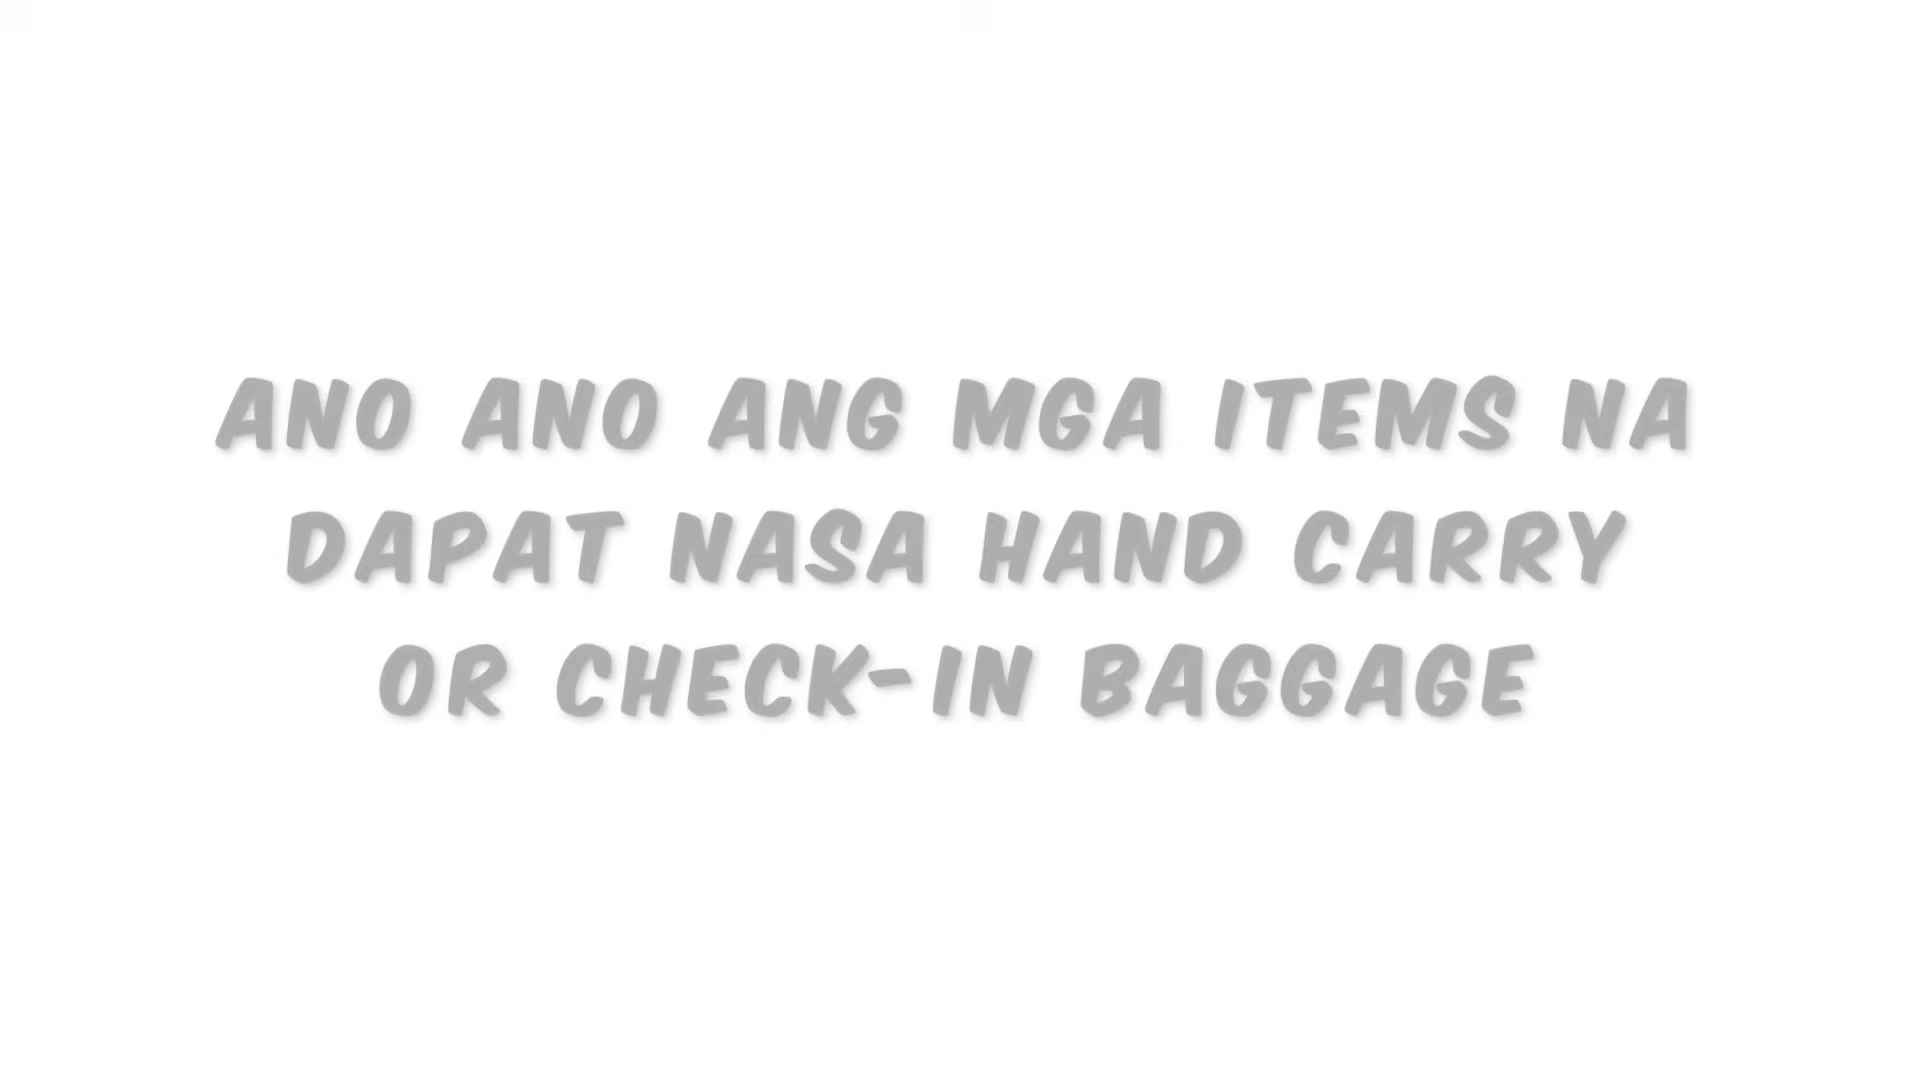 ANO ANO ANG MGA ITEMS NA
DAPAT NASA HAND CARRY
OR CHECK-IN BAGGAGE